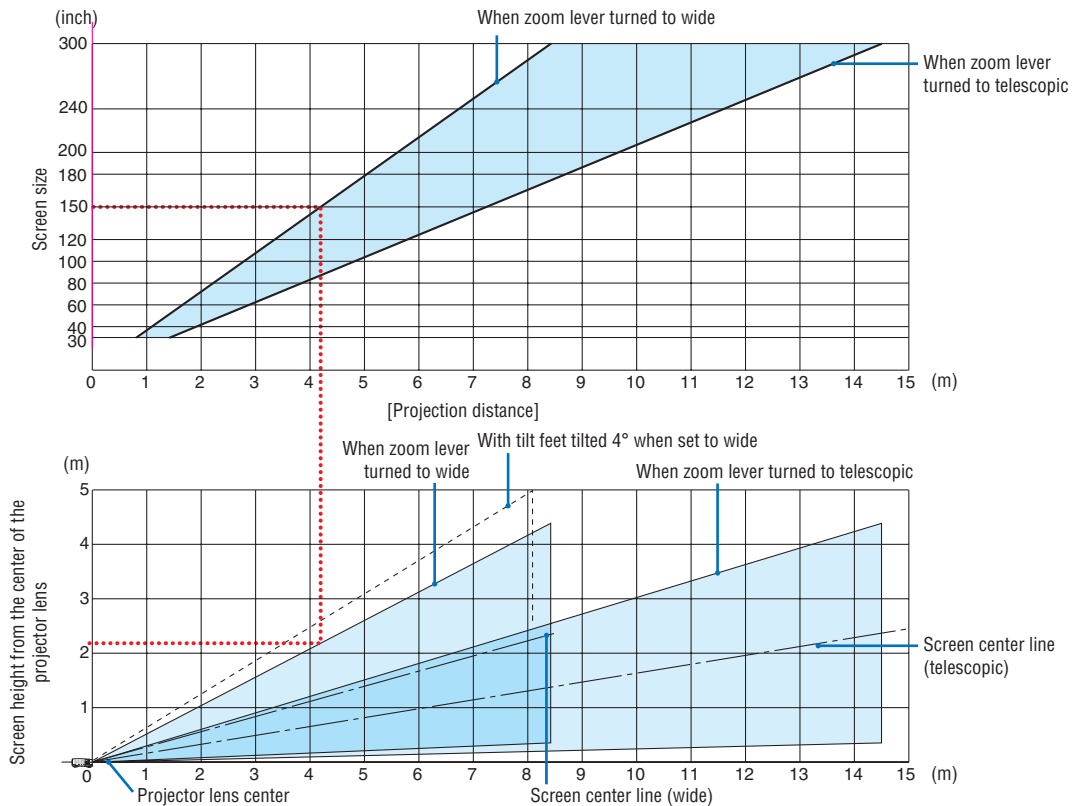 (inch)
When zoom lever turned to wide
300
When zoom lever
turned to telescopic
240
200
180
150
120
100
80
60
40
30
Screen size
0 1 2 3 4 5 6 7 8 9 10 11 12 13 14 15 (m)
[Projection distance]
(m)
When zoom lever
turned to wide
With tilt feet tilted 4° when set to wide
When zoom lever turned to telescopic
5
4
3
2
1
Screen height from the center of the
projector lens
Screen center line
(telescopic)
0 1 2 3 4 5 6 7 8 9 10 11 12 13 14 15 (m)
Projector lens center
Screen center line (wide)